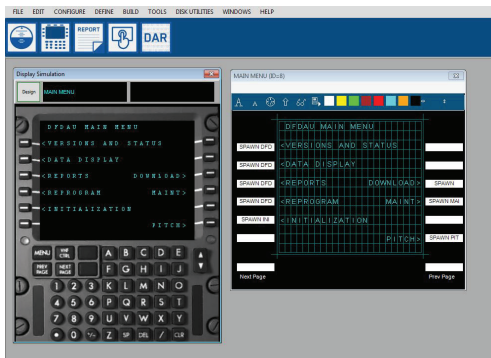 FILE EDIT CONFIGURE DEFINE BUILD TOOLS DISK UTILITIES WINDOWS HELP
REPORT
DAR
Display Simulation
Design MAIN MENU
DFDAU MAIN MENU
<VERSIONS AND STATUS
<DATA DISPLAY
<REPORTS DOWNLOAD>
<REPROGRAM MAINT>
<INITIALIZATION
PITCH>
MENU VHF CTRL A B C D E
PREV PAGE NEXT PAGE F G H I J
1 2 3 K L M N O
4 5 6 P Q R S T
7 8 9 U V W X Y
0 +/- Z SP DEL / CLR
MAIN MENU (ID=8)
A A
DFDAU MAIN MENU
SPAWN DFD <VERSIONS AND STATUS
SPAWN DFD <DATA DISPLAY
SPAWN DFD <REPORTS DOWNLOAD> SPAWN
SPAWN DFD <REPROGRAM MAINT> SPAWN MAI
SPAWN INI <INITIALIZATION
PITCH> SPAWN PIT
Next Page Prev Page